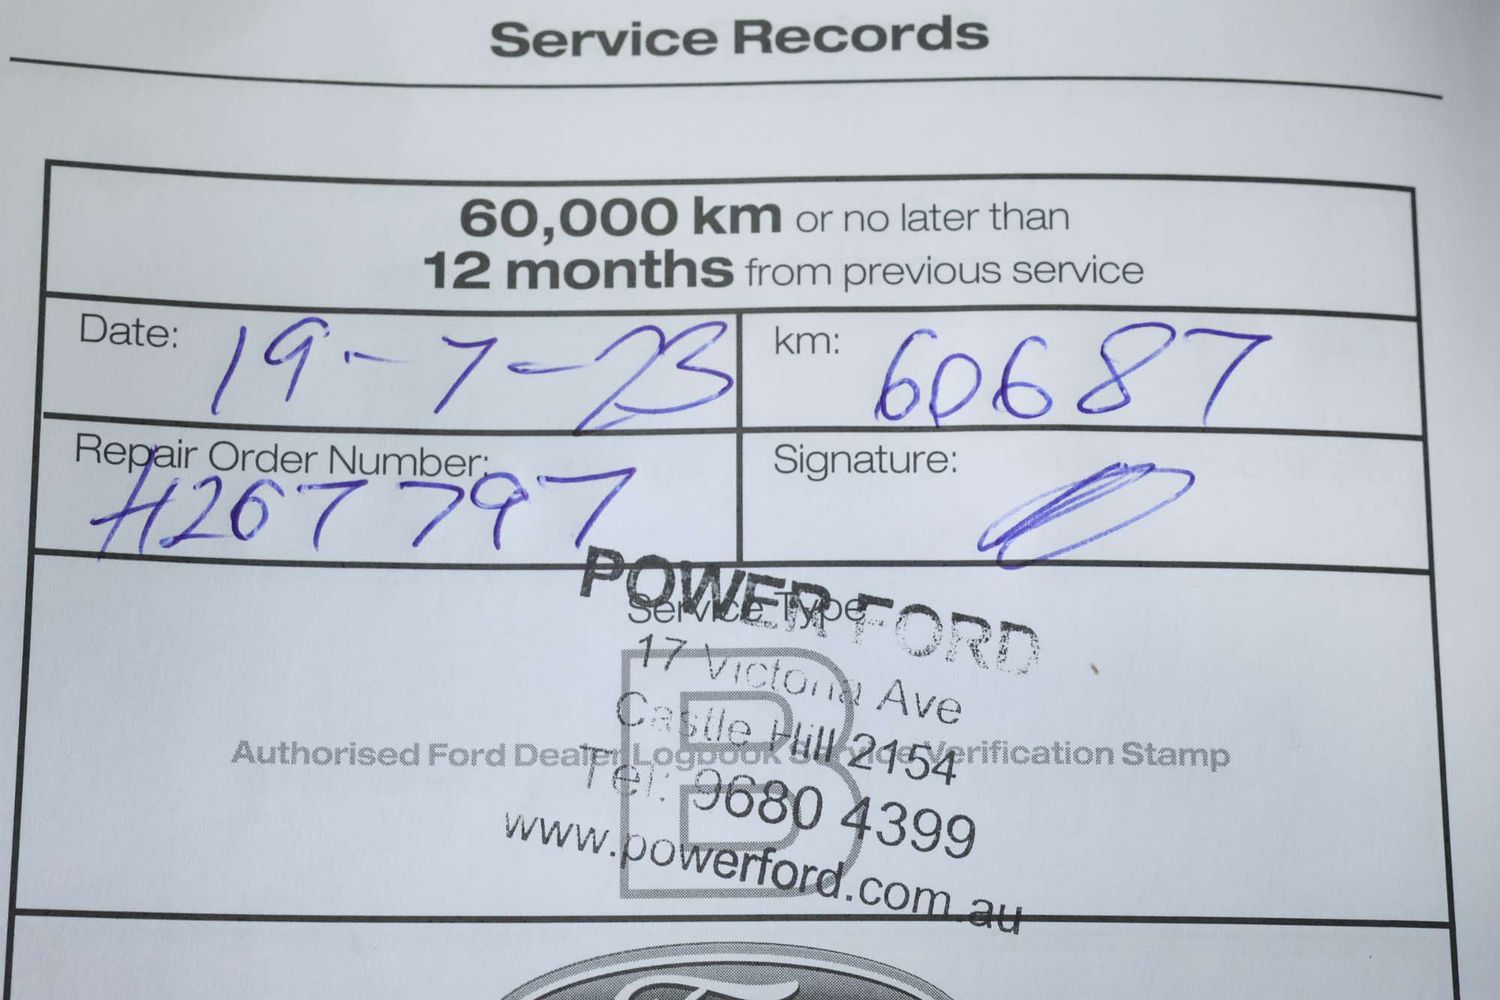 Service Records
60,000 km or no later than
12 months from previous service
Date: 19-7-23
km: 60687
Repair Order Number:
H267797
Signature:
POWER FORD
Service Type
17 Victoria Ave
B
Castle Hill 2154
Authorised Ford Dealer Logbook Service Verification Stamp
Tel: 9680 4399
www.powerford.com.au